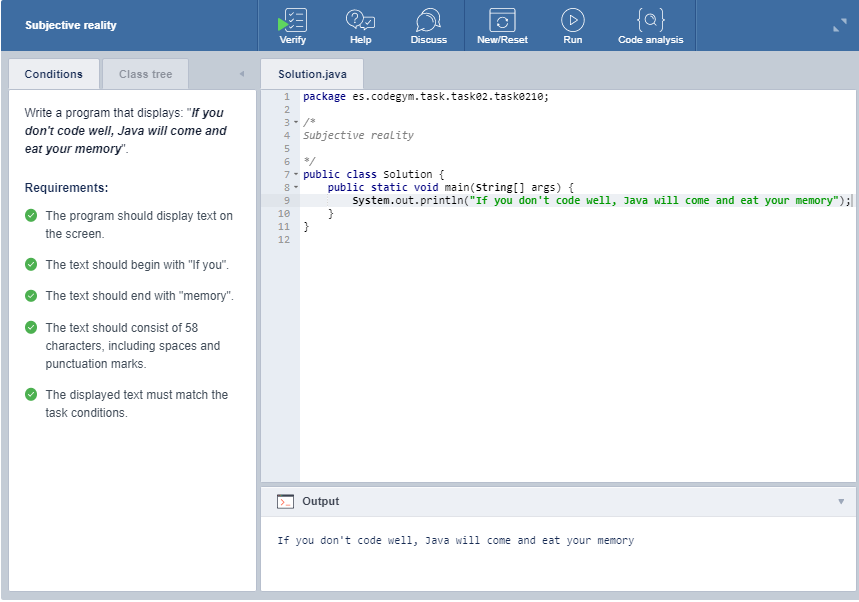 Subjective reality
Verify
Help
Discuss
New/Reset
Run
Code analysis
Conditions
Class tree
Write a program that displays: "If you
don't code well, Java will come and
eat your memory".
Requirements:
The program should display text on
the screen.
The text should begin with "If you".
The text should end with "memory".
The text should consist of 58
characters, including spaces and
punctuation marks.
The displayed text must match the
task conditions.
Solution.java
1 package es.codegym.task.task02.task0210;
2
3 /*
4 Subjective reality
5
6 */
7 public class Solution {
8 public static void main(String[] args) {
9 System.out.println("If you don't code well, Java will come and eat your memory");
10 }
11 }
12
Output
If you don't code well, Java will come and eat your memory